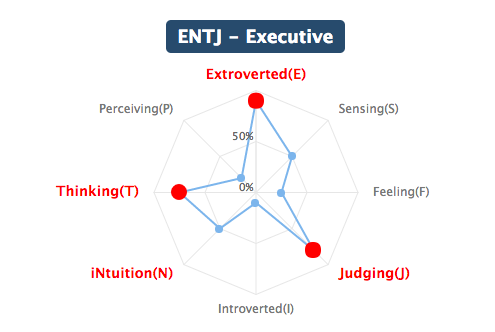 ENTJ – Executive
Extroverted(E)
Perceiving(P)
Sensing(S)
50%
Thinking(T)
0%
Feeling(F)
iNtuition(N)
Judging(J)
Introverted(I)